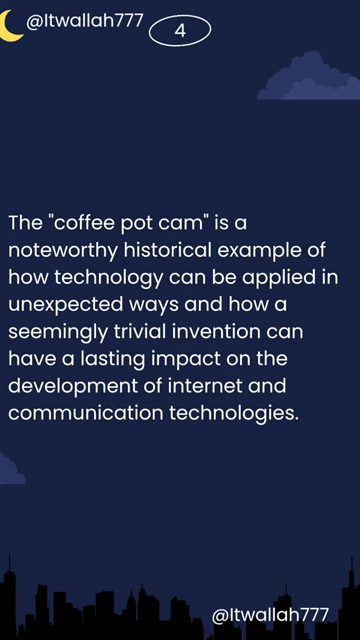 @Itwallah777
4
The "coffee pot cam" is a
noteworthy historical example of
how technology can be applied in
unexpected ways and how a
seemingly trivial invention can
have a lasting impact on the
development of internet and
communication technologies.
@Itwallah777